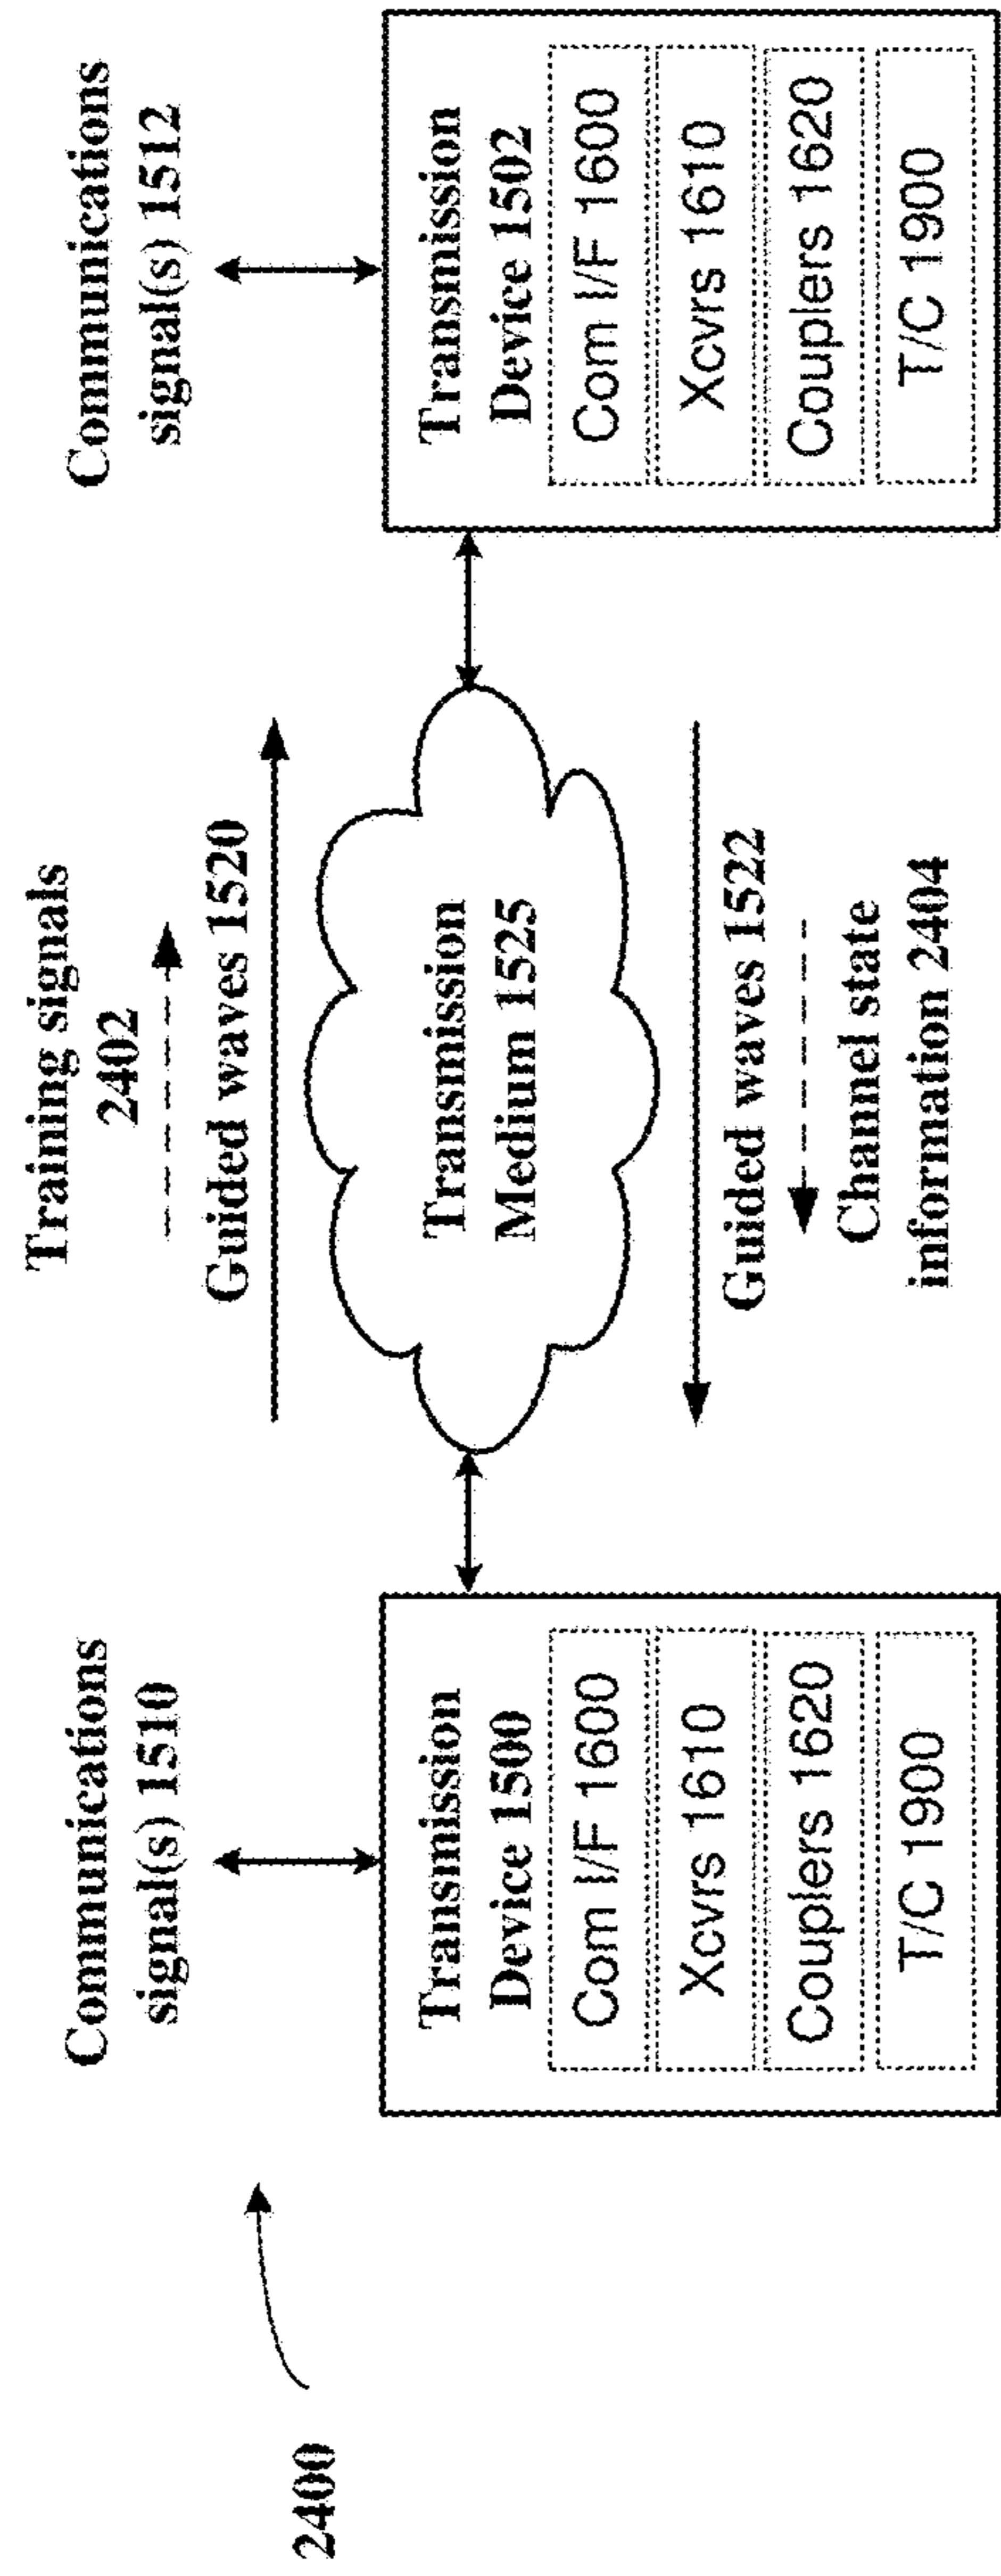 2400
Communications
signal(s) 1510
Transmission
Device 1500
Com I/F 1600
Xcvrs 1610
Couplers 1620
T/C 1900
Training signals
2402
Guided waves 1520
Transmission
Medium 1525
Guided waves 1522
Channel state
information 2404
Communications
signal(s) 1512
Transmission
Device 1502
Com I/F 1600
Xcvrs 1610
Couplers 1620
T/C 1900